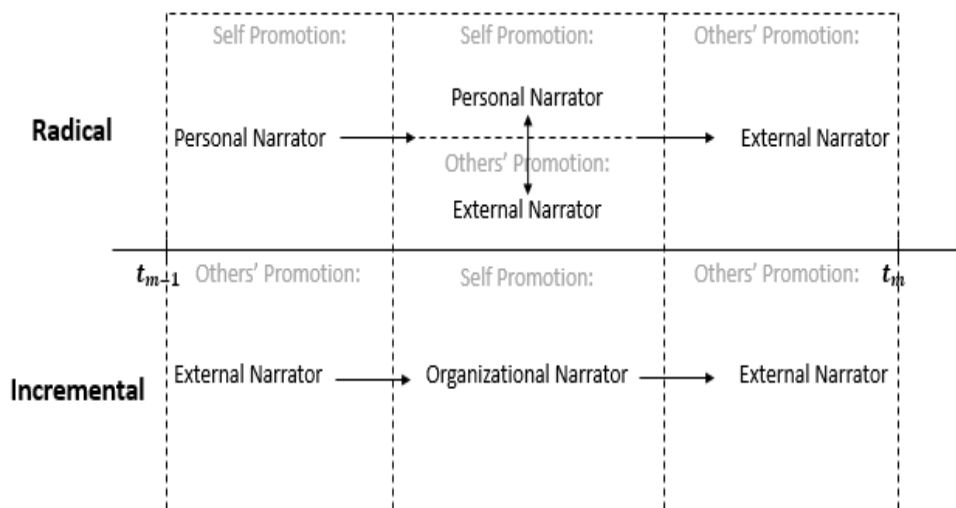 Self Promotion: Self Promotion: Others' Promotion:
Personal Narrator
Radical Personal Narrator External Narrator
Others' Promotion:
External Narrator
t_{m-1} Others' Promotion: Self Promotion: Others' Promotion: t_m
Incremental External Narrator Organizational Narrator External Narrator